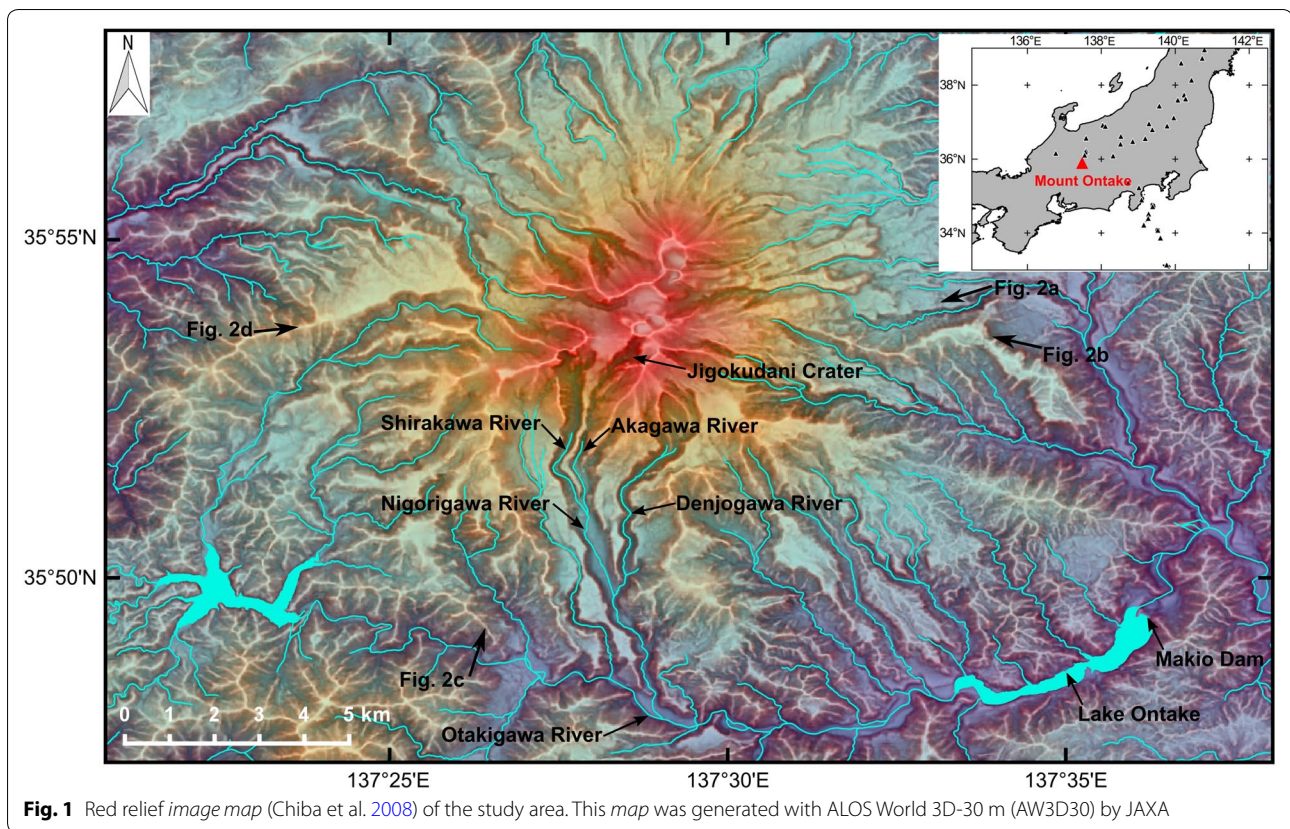 N
136°E 138°E 140°E 142°E
38°N
36°N
34°N
Mount Ontake
35°55'N
35°50'N
Fig. 2a
Fig. 2d
Fig. 2b
Jigokudani Crater
Shirakawa River
Akagawa River
Nigorigawa River
Denjogawa River
Fig. 2c
Makio Dam
Lake Ontake
Otakigawa River
0 1 2 3 4 5 km
137°25'E 137°30'E 137°35'E
Fig. 1 Red relief image map (Chiba et al. 2008) of the study area. This map was generated with ALOS World 3D-30 m (AW3D30) by JAXA